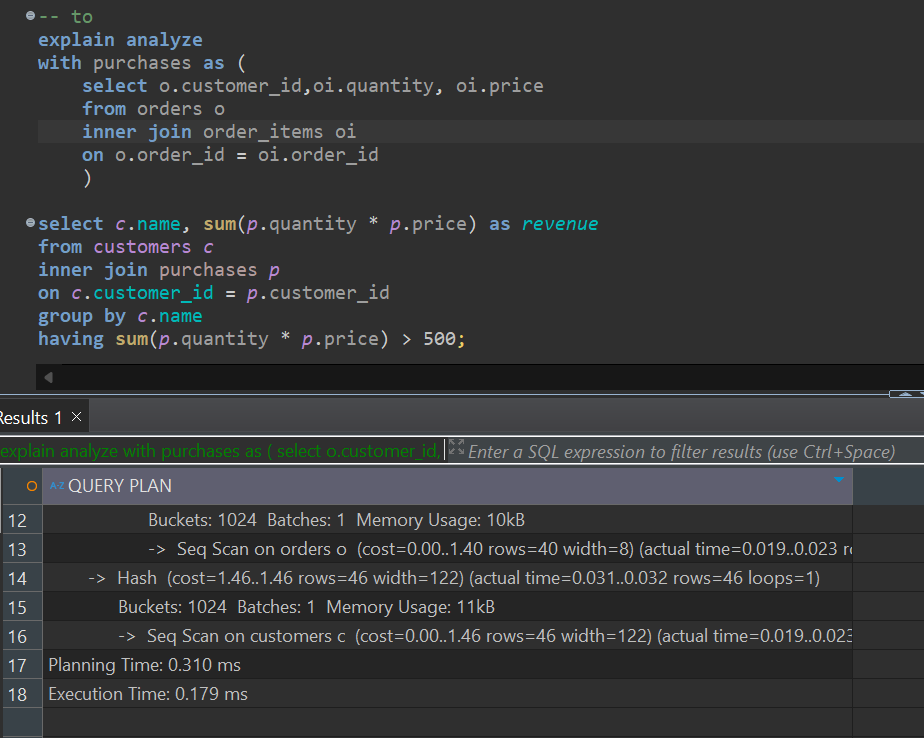 -- to
explain analyze
with purchases as (
select o.customer_id,oi.quantity, oi.price
from orders o
inner join order_items oi
on o.order_id = oi.order_id
)
select c.name, sum(p.quantity * p.price) as revenue
from customers c
inner join purchases p
on c.customer_id = p.customer_id
group by c.name
having sum(p.quantity * p.price) > 500;
Results 1 ×
explain analyze with purchases as ( select o.customer_id, Enter a SQL expression to filter results (use Ctrl+Space)
A-Z QUERY PLAN
12 Buckets: 1024 Batches: 1 Memory Usage: 10kB
13 -> Seq Scan on orders o (cost=0.00..1.40 rows=40 width=8) (actual time=0.019..0.023
14 -> Hash (cost=1.46..1.46 rows=46 width=122) (actual time=0.031..0.032 rows=46 loops=1)
15 Buckets: 1024 Batches: 1 Memory Usage: 11kB
16 -> Seq Scan on customers c (cost=0.00..1.46 rows=46 width=122) (actual time=0.019..0.023
17 Planning Time: 0.310 ms
18 Execution Time: 0.179 ms